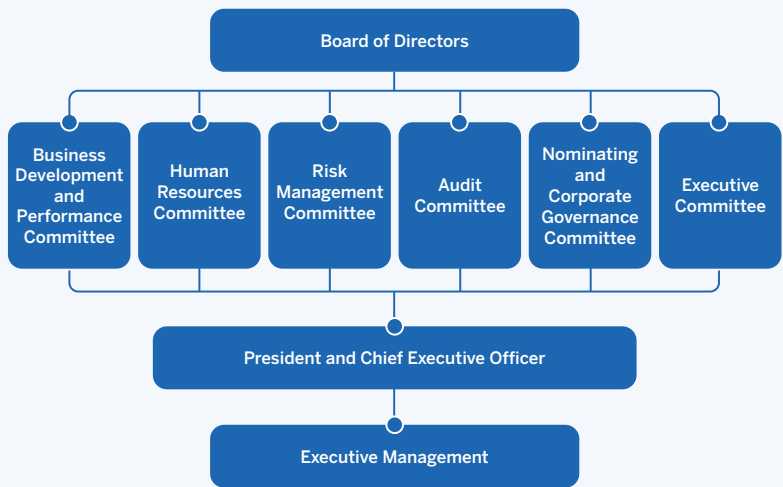 Board of Directors
Business
Development
and
Performance
Committee
Human
Resources
Committee
Risk
Management
Committee
Audit
Committee
Nominating
and
Corporate
Governance
Committee
Executive
Committee
President and Chief Executive Officer
Executive Management